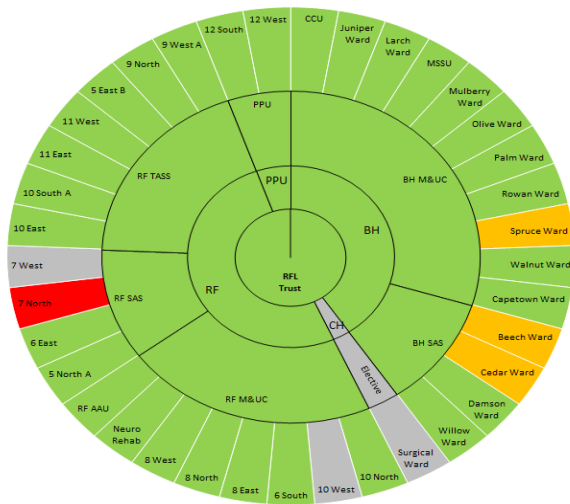 12 West
CCU
Juniper
Ward
Larch
Ward
MSSU
Mulberry
Ward
Olive Ward
Palm Ward
Rowan Ward
Spruce Ward
Walnut Ward
Capetown Ward
Beech Ward
Cedar Ward
Damson
Ward
Willow
Ward
Surgical
Ward
10 North
10 West
6 South
8 East
8 North
8 West
Neuro
Rehab
RF AAU
5 North A
6 East
7 North
7 West
10 East
10 South A
11 East
11 West
5 East B
9 North
9 West A
12 South
PPU
BH M&UC
BH SAS
Elective
RF M&UC
RF SAS
RF TASS
PPU
BH
CH
RF
RFL
Trust